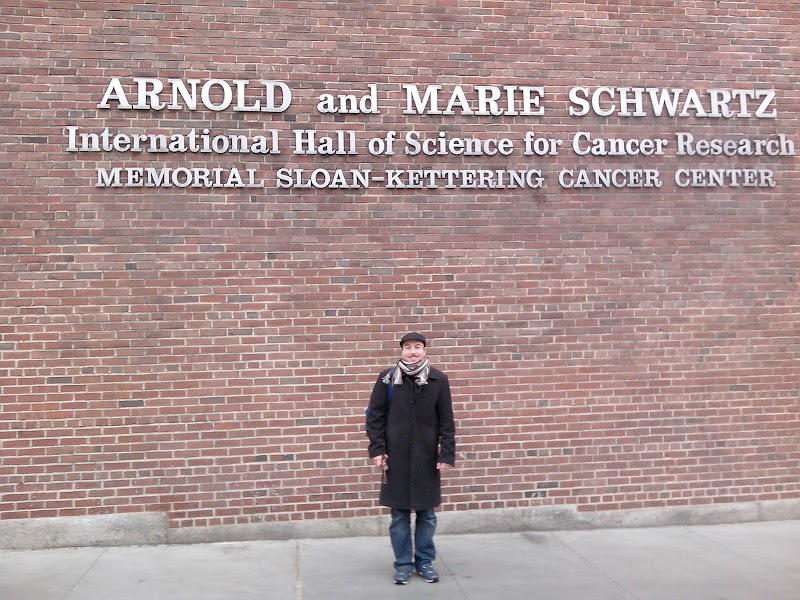 ARNOLD and MARIE SCHWARTZ
International Hall of Science for Cancer Research
MEMORIAL SLOAN-KETTERING CANCER CENTER